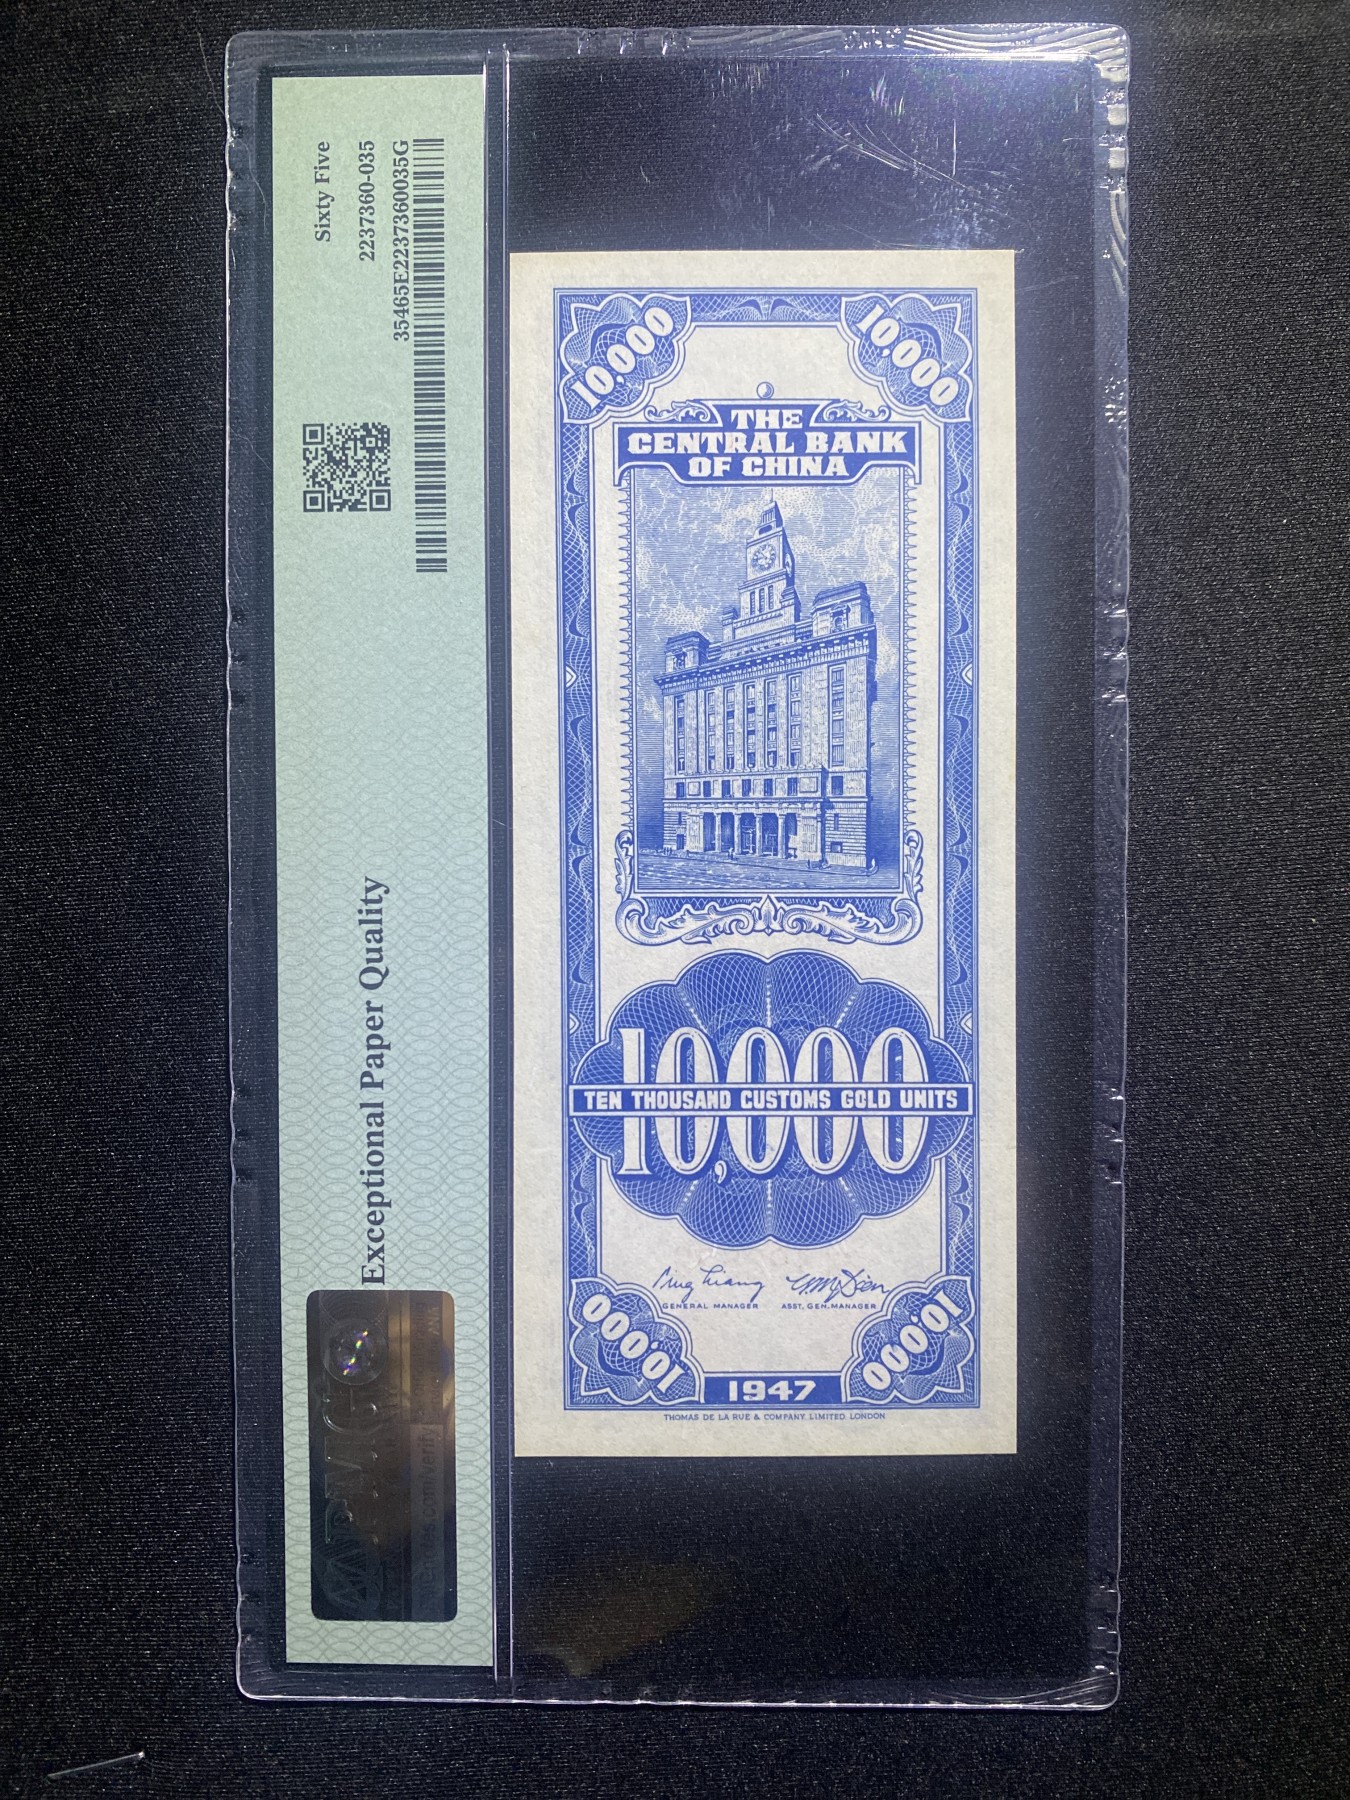 Sixty Five
2237360-035
35465E2237360035G
Exceptional Paper Quality
PMG
10,000
10,000
THE
CENTRAL BANK
OF CHINA
10,000
TEN THOUSAND CUSTOMS GOLD UNITS
GENERAL MANAGER
ASST. GEN. MANAGER
10,000
10,000
1947
THOMAS DE LA RUE & COMPANY, LIMITED, LONDON.